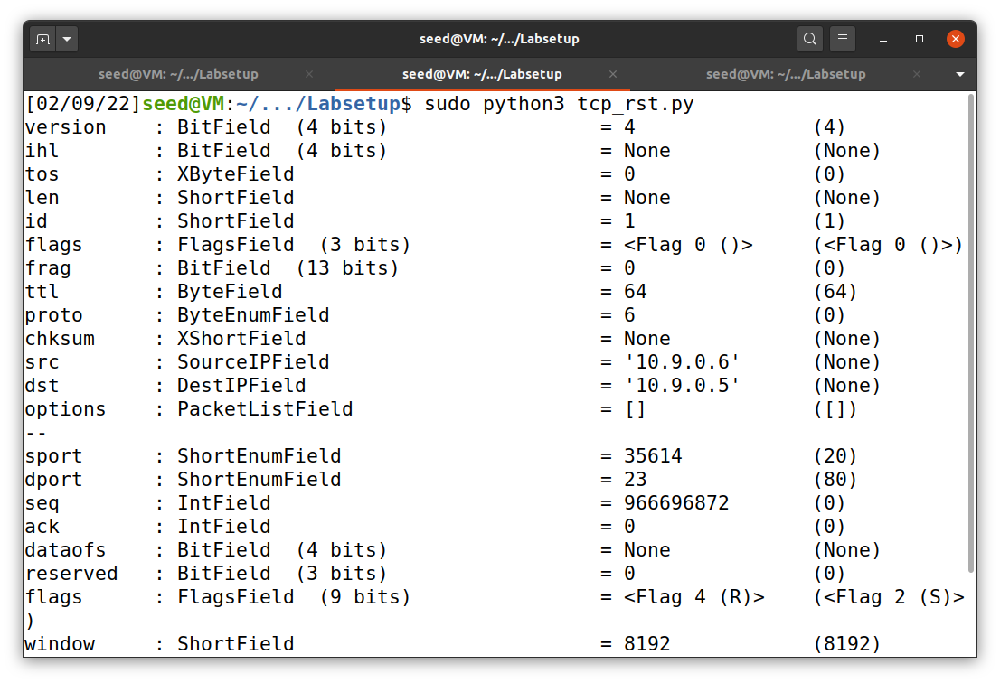 seed@VM: ~/.../Labsetup
seed@VM: ~/.../Labsetup seed@VM: ~/.../Labsetup seed@VM: ~/.../Labsetup
[02/09/22]seed@VM:~/.../Labsetup$ sudo python3 tcp_rst.py
version    : BitField  (4 bits)                  = 4               (4)
ihl        : BitField  (4 bits)                  = None            (None)
tos        : XByteField                          = 0               (0)
len        : ShortField                          = None            (None)
id         : ShortField                          = 1               (1)
flags      : FlagsField  (3 bits)                = <Flag 0 ()>     (<Flag 0 ()>)
frag       : BitField  (13 bits)                 = 0               (0)
ttl        : ByteField                           = 64              (64)
proto      : ByteEnumField                       = 6               (0)
chksum     : XShortField                         = None            (None)
src        : SourceIPField                       = '10.9.0.6'      (None)
dst        : DestIPField                         = '10.9.0.5'      (None)
options    : PacketListField                     = []              ([])
--
sport      : ShortEnumField                      = 35614           (20)
dport      : ShortEnumField                      = 23              (80)
seq        : IntField                            = 966696872       (0)
ack        : IntField                            = 0               (0)
dataofs    : BitField  (4 bits)                  = None            (None)
reserved   : BitField  (3 bits)                  = 0               (0)
flags      : FlagsField  (9 bits)                = <Flag 4 (R)>    (<Flag 2 (S)>
)
window     : ShortField                          = 8192            (8192)